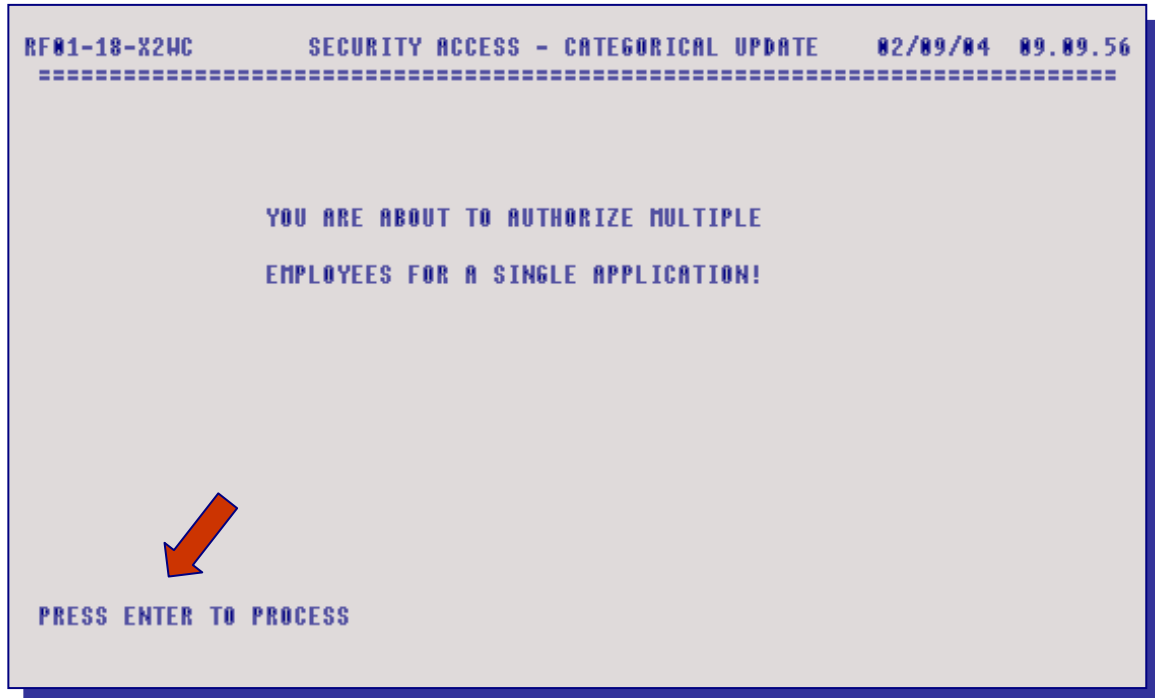 RF01-18-X2WC SECURITY ACCESS - CATEGORICAL UPDATE 02/09/04 09.09.56
============================================================================
YOU ARE ABOUT TO AUTHORIZE MULTIPLE
EMPLOYEES FOR A SINGLE APPLICATION!
PRESS ENTER TO PROCESS